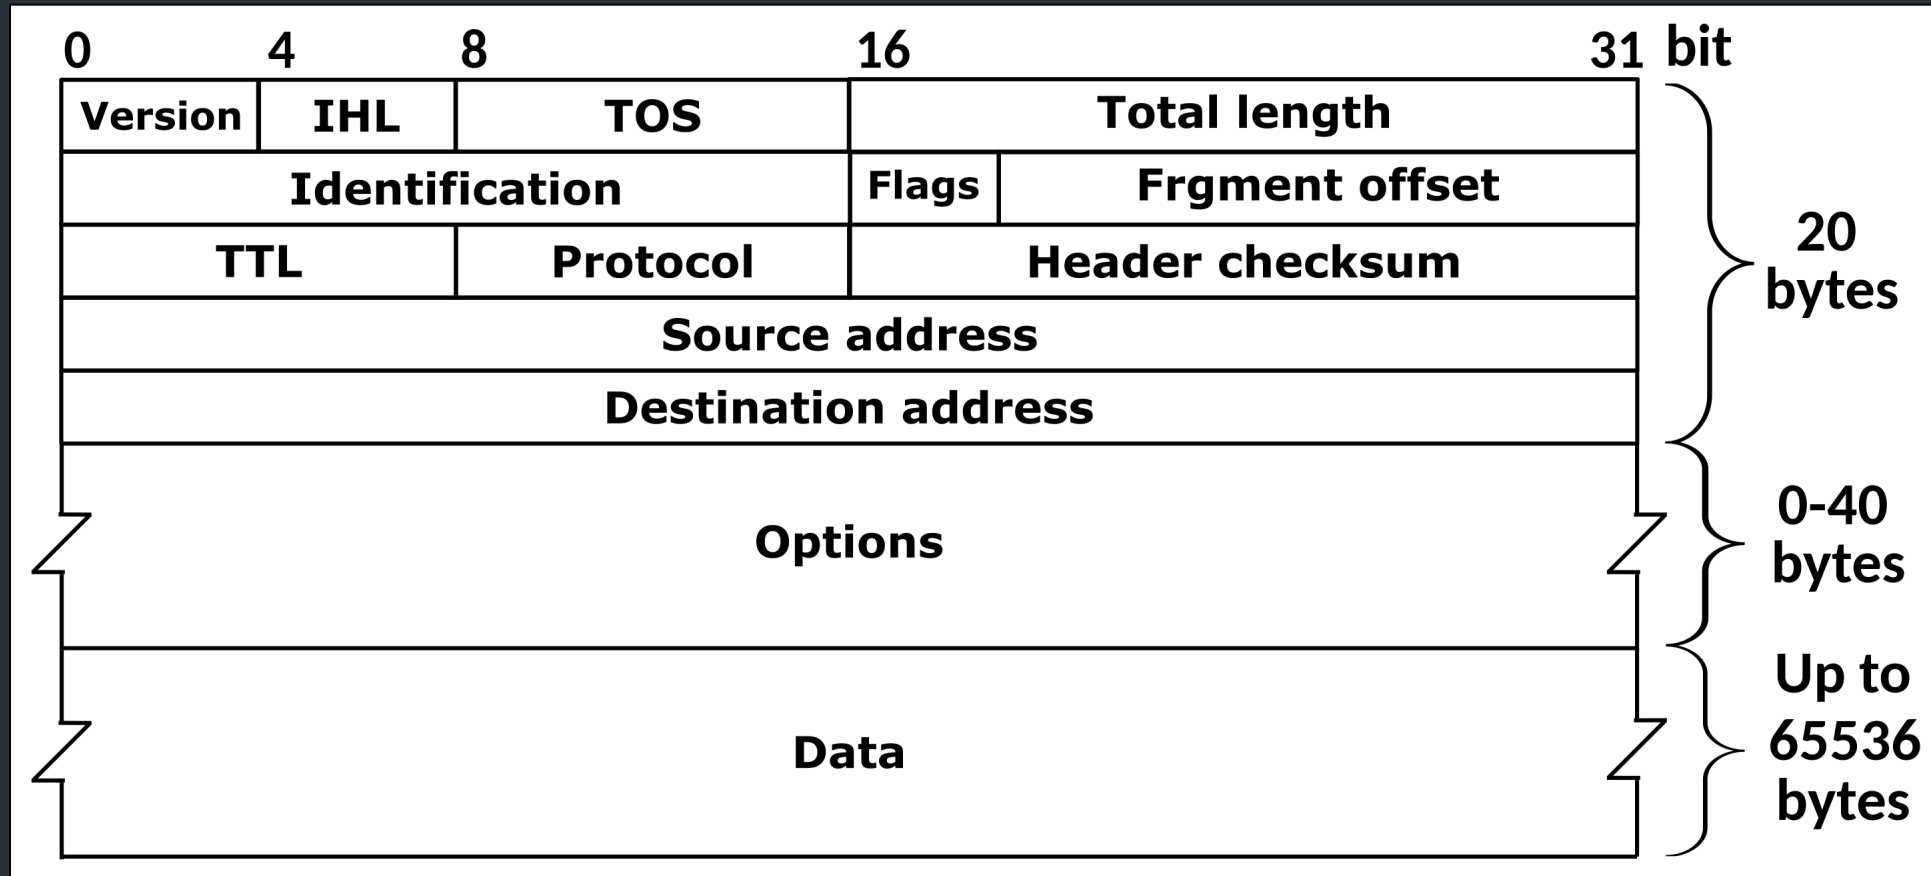 0 4 8 16 31 bit
Version IHL TOS Total length
Identification Flags Frgment offset
TTL Protocol Header checksum
Source address
Destination address
20
bytes
Options
0-40
bytes
Data
Up to
65536
bytes